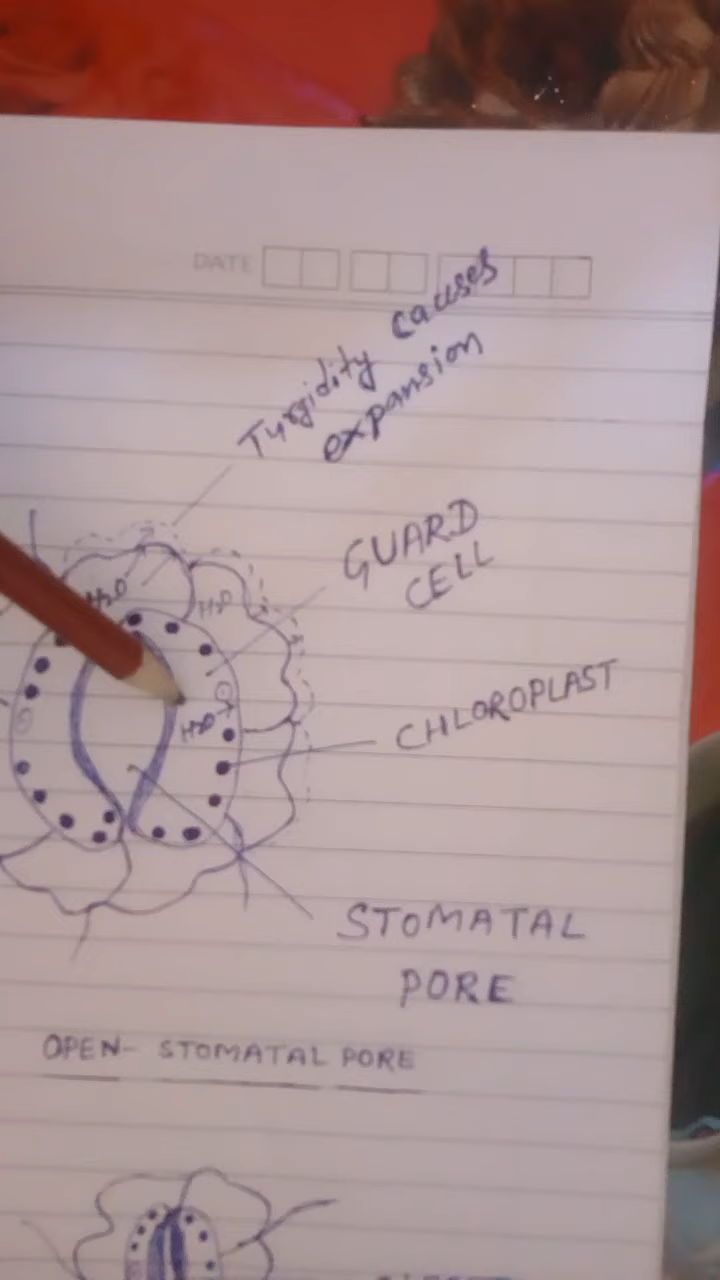 DATE
Turgidity causes
expansion
GUARD
CELL
H2O
H2O
H2O
CHLOROPLAST
STOMATAL
PORE
OPEN- STOMATAL PORE